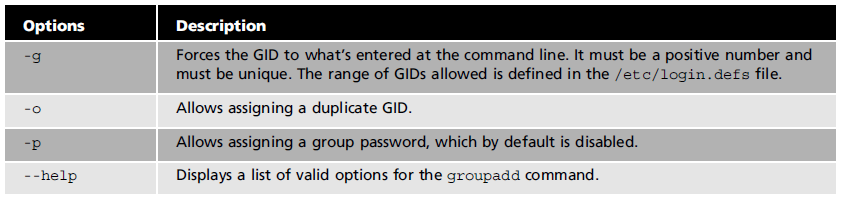 Options Description
-g Forces the GID to what's entered at the command line. It must be a positive number and
must be unique. The range of GIDs allowed is defined in the /etc/login.defs file.
-o Allows assigning a duplicate GID.
-p Allows assigning a group password, which by default is disabled.
--help Displays a list of valid options for the groupadd command.